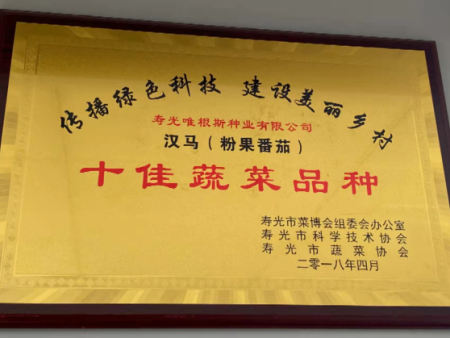 传播绿色科技 建设美丽乡村
寿光唯根斯种业有限公司
汉马（粉果番茄）
十佳蔬菜品种
寿光市菜博会组委会办公室
寿光市科学技术协会
寿光市蔬菜协会
二零一八年四月